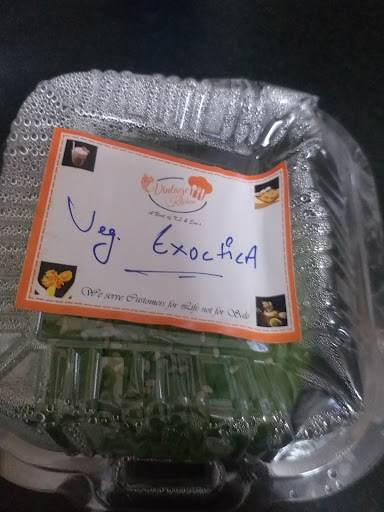 Vintage
Kitchen
Veg. ExocticA
We serve Customers for Life not for Sale